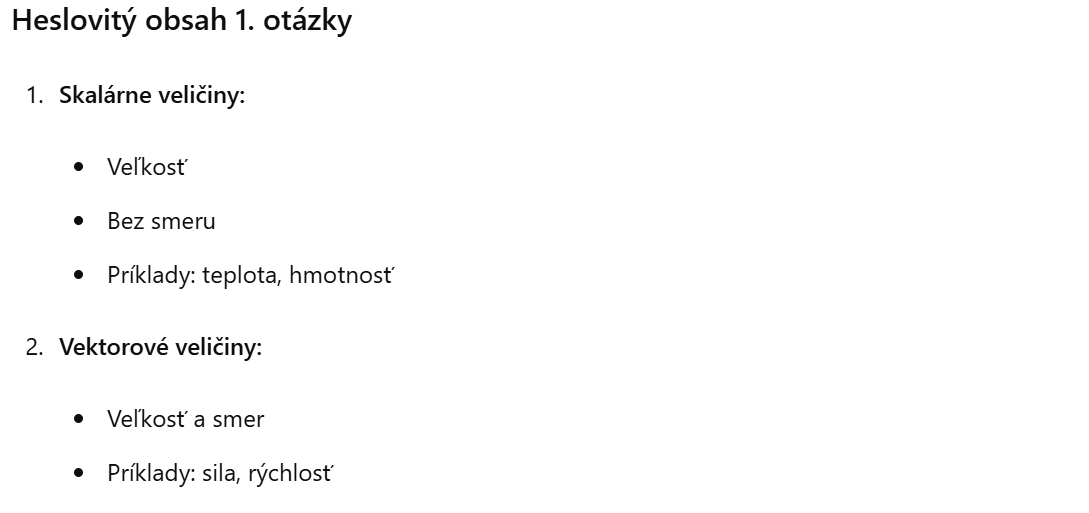 Heslovitý obsah 1. otázky
1. Skalárne veličiny:
• Veľkosť
• Bez smeru
• Príklady: teplota, hmotnosť
2. Vektorové veličiny:
• Veľkosť a smer
• Príklady: sila, rýchlosť